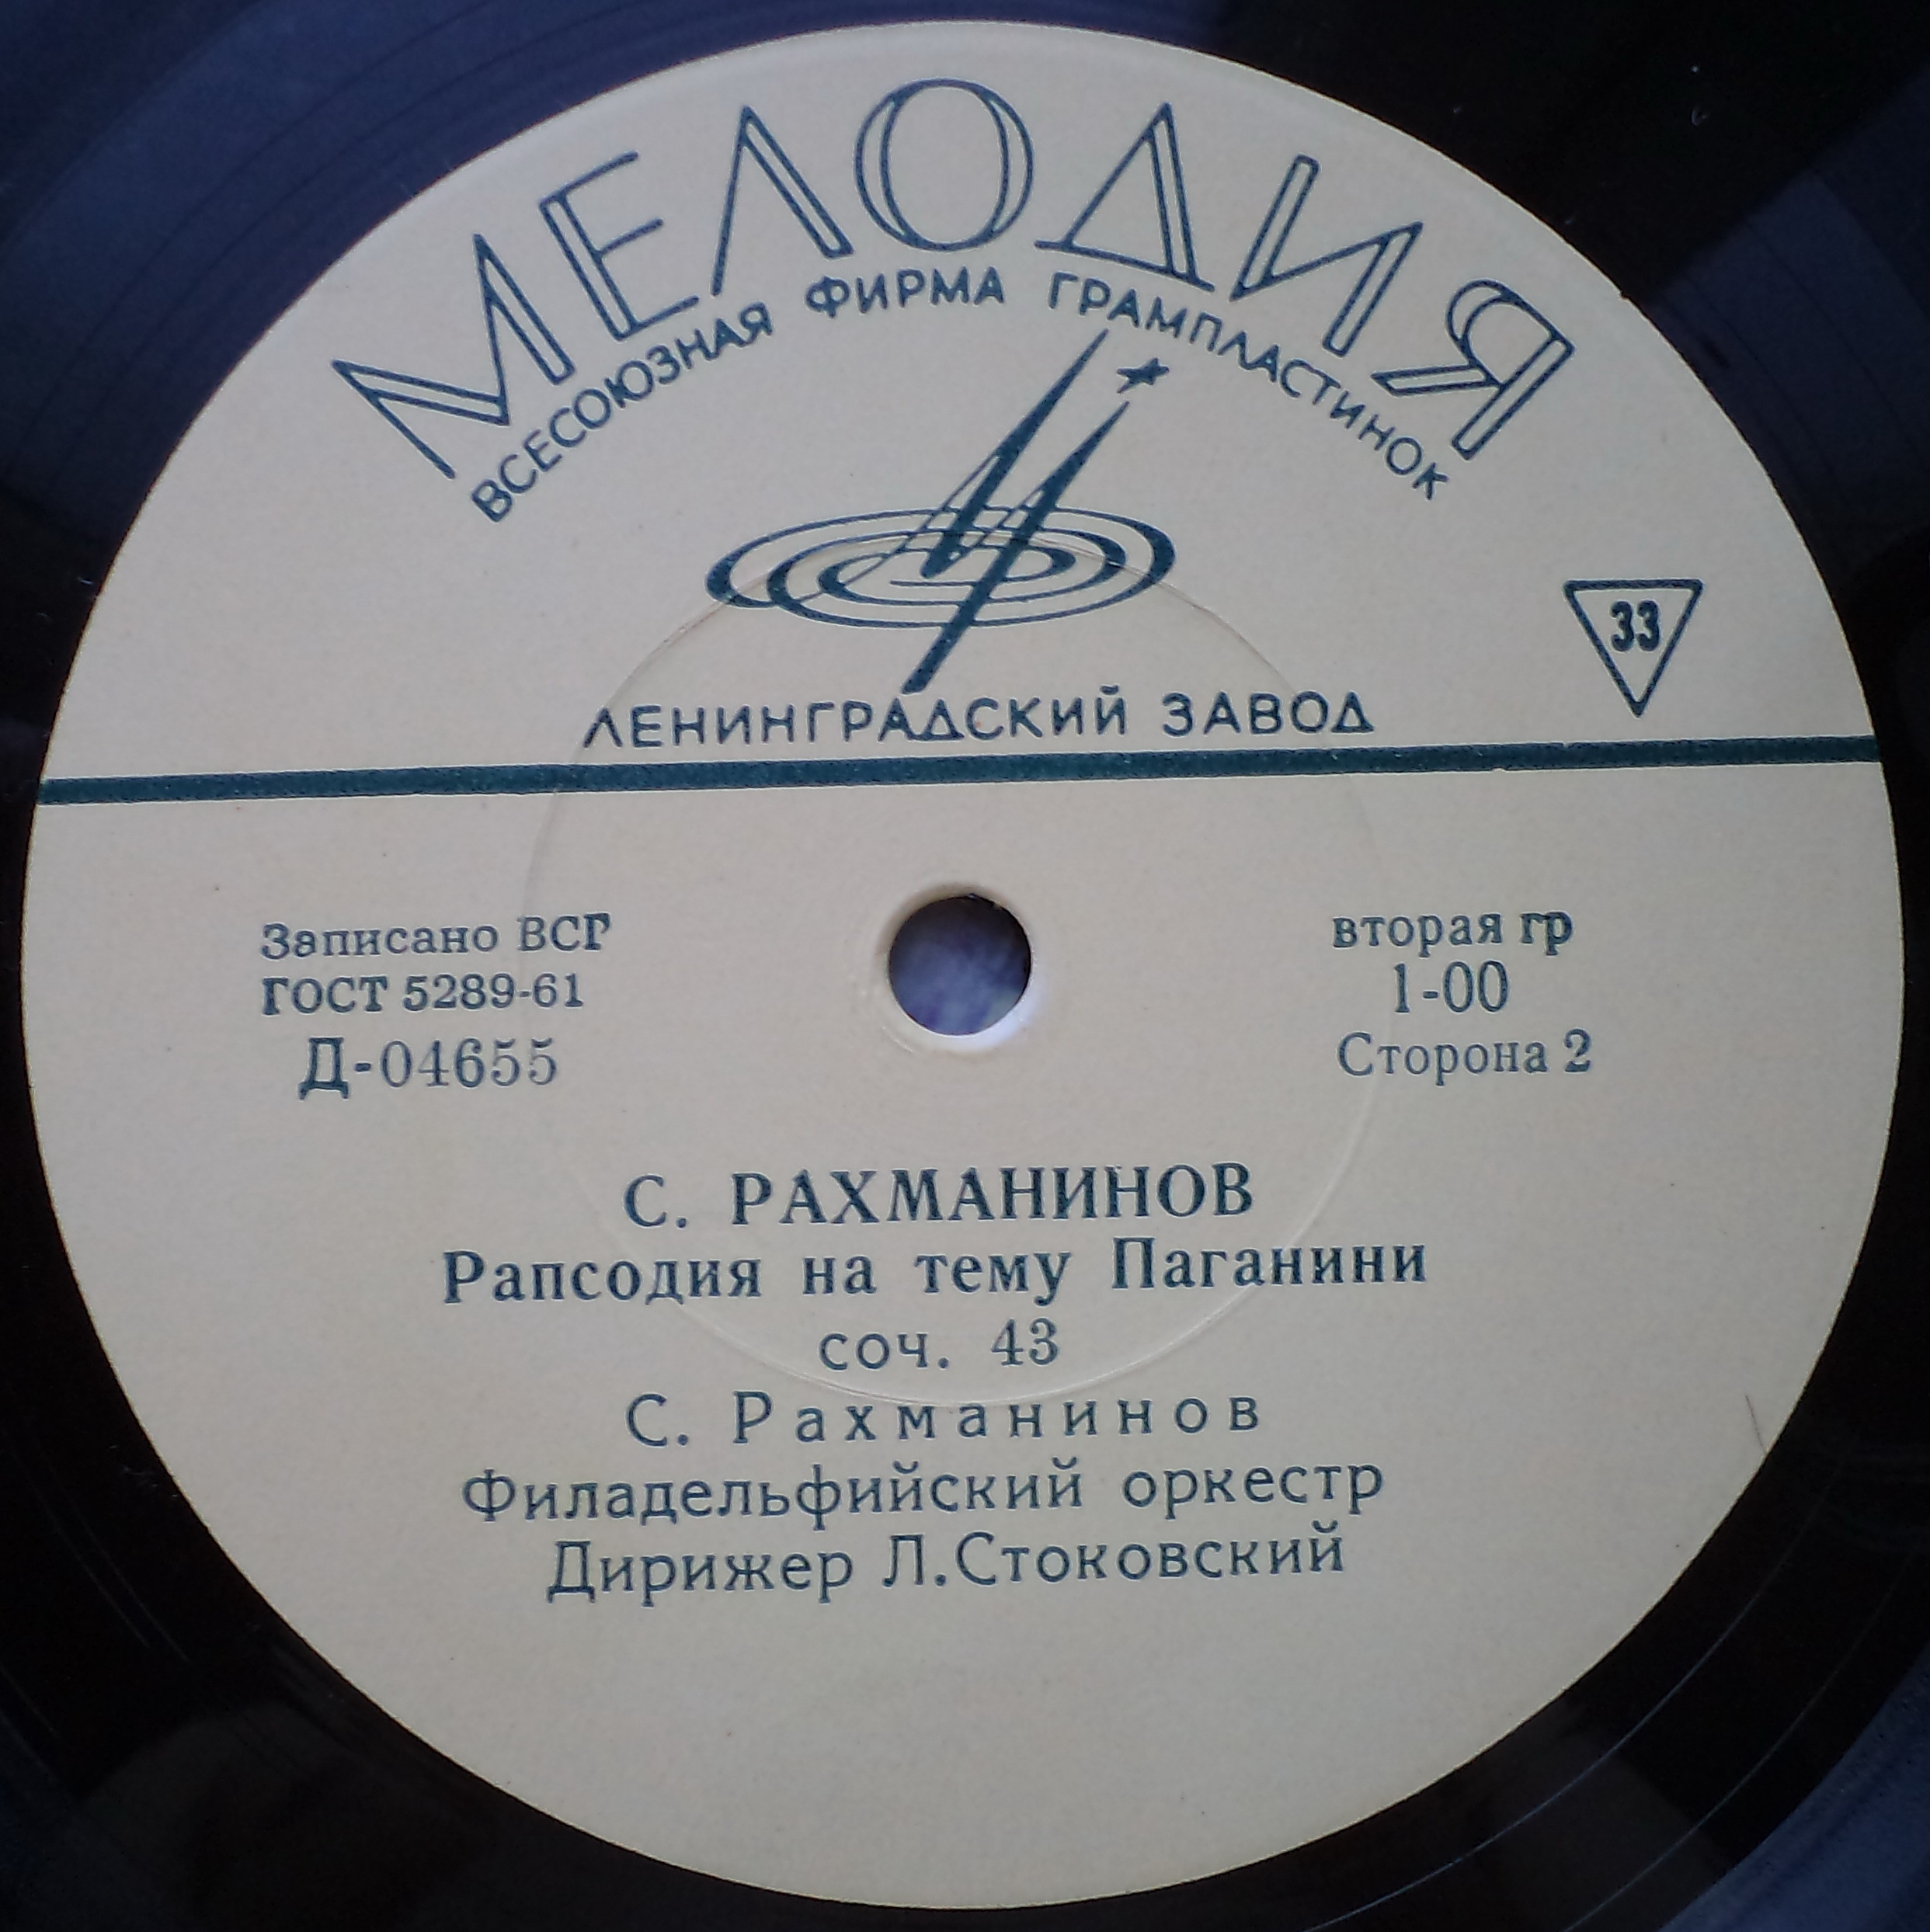 МЕЛОДИЯ
ВСЕСОЮЗНАЯ ФИРМА ГРАМПЛАСТИНОК
33
ЛЕНИНГРАДСКИЙ ЗАВОД
Записано ВСГ
ГОСТ 5289-61
Д-04655
вторая гр
1-00
Сторона 2
С. РАХМАНИНОВ
Рапсодия на тему Паганини
соч. 43
С. Рахманинов
Филадельфийский оркестр
Дирижер Л.Стоковский